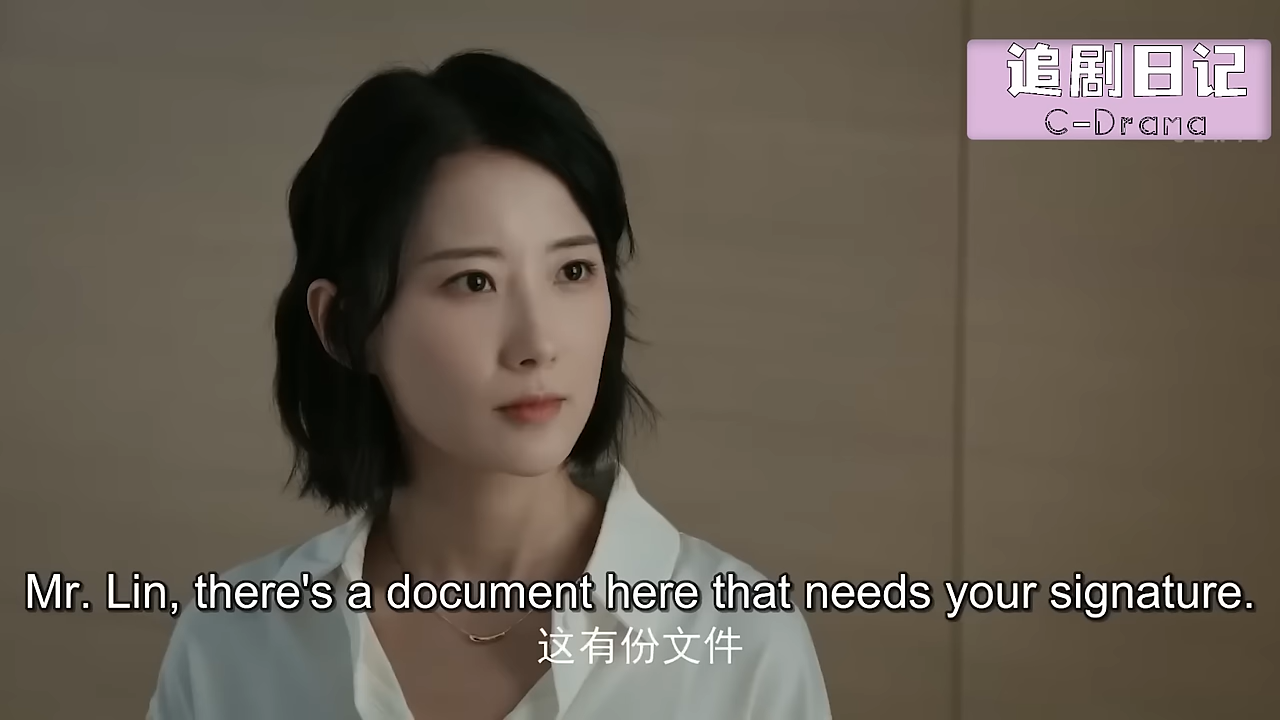 追剧日记
C-Drama
Mr. Lin, there's a document here that needs your signature.
这有份文件